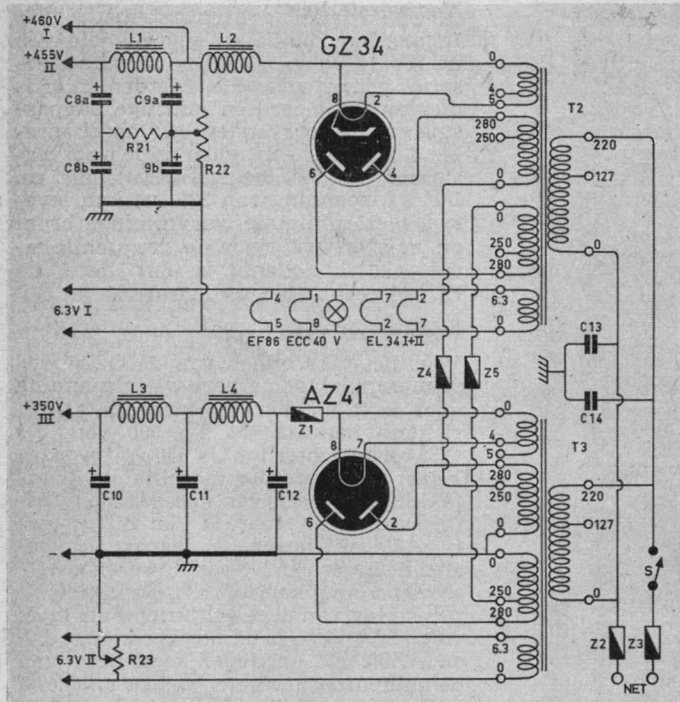 +460V
I
+455V
II
L1
L2
GZ34
C8a
C9a
R21
C8b
9b
R22
8
2
6
4
0
4
5
280
250
0
0
250
280
6.3
0
T2
220
127
0
6.3V I
4
5
1
8
7
2
2
7
EF86 ECC40 V EL34 I+II
Z4
Z5
C13
C14
+350V
III
L3
L4
AZ41
Z1
C10
C11
C12
8
7
6
2
0
4
5
280
250
0
0
250
280
6.3
0
T3
220
127
0
S
-
6.3V II
R23
Z2
Z3
NET